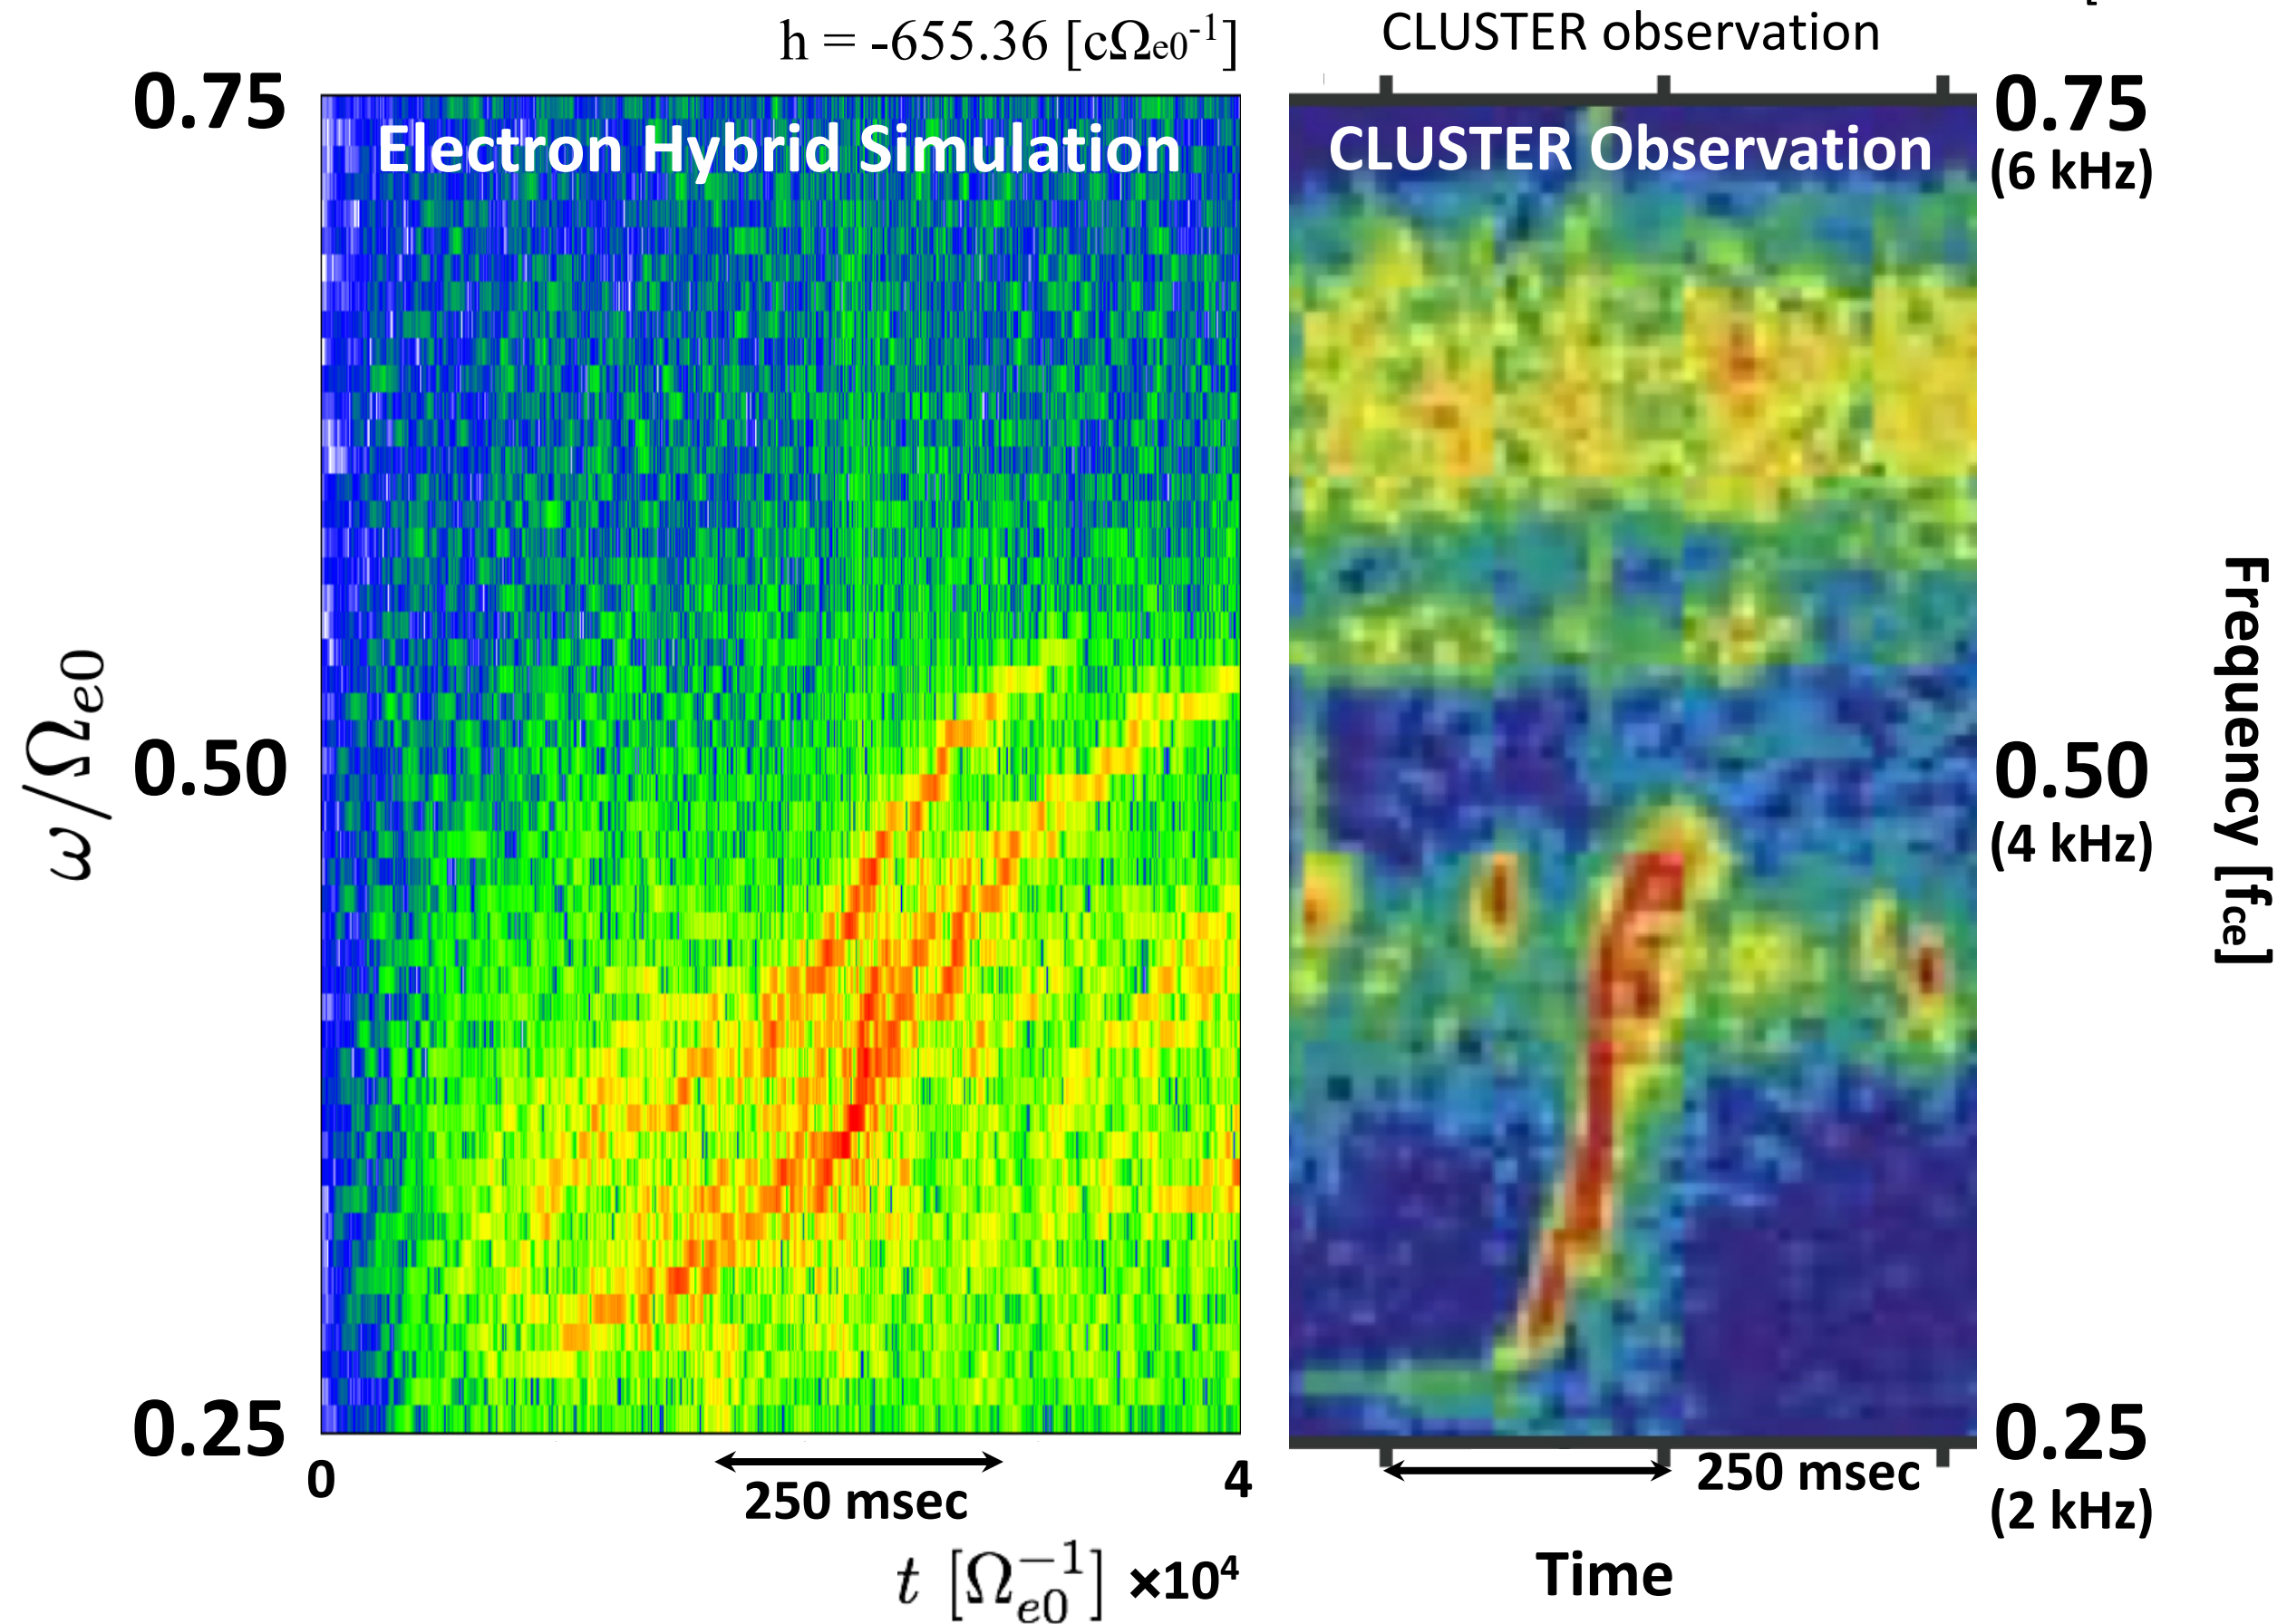 h = -655.36 [cΩe0⁻¹]
CLUSTER observation
0.75
Electron Hybrid Simulation
CLUSTER Observation
0.75
(6 kHz)
ω/Ωe0
0.50
0.50
(4 kHz)
Frequency [fce]
0.25
0.25
(2 kHz)
0
250 msec
4
250 msec
t [Ωe0⁻¹] ×10⁴
Time